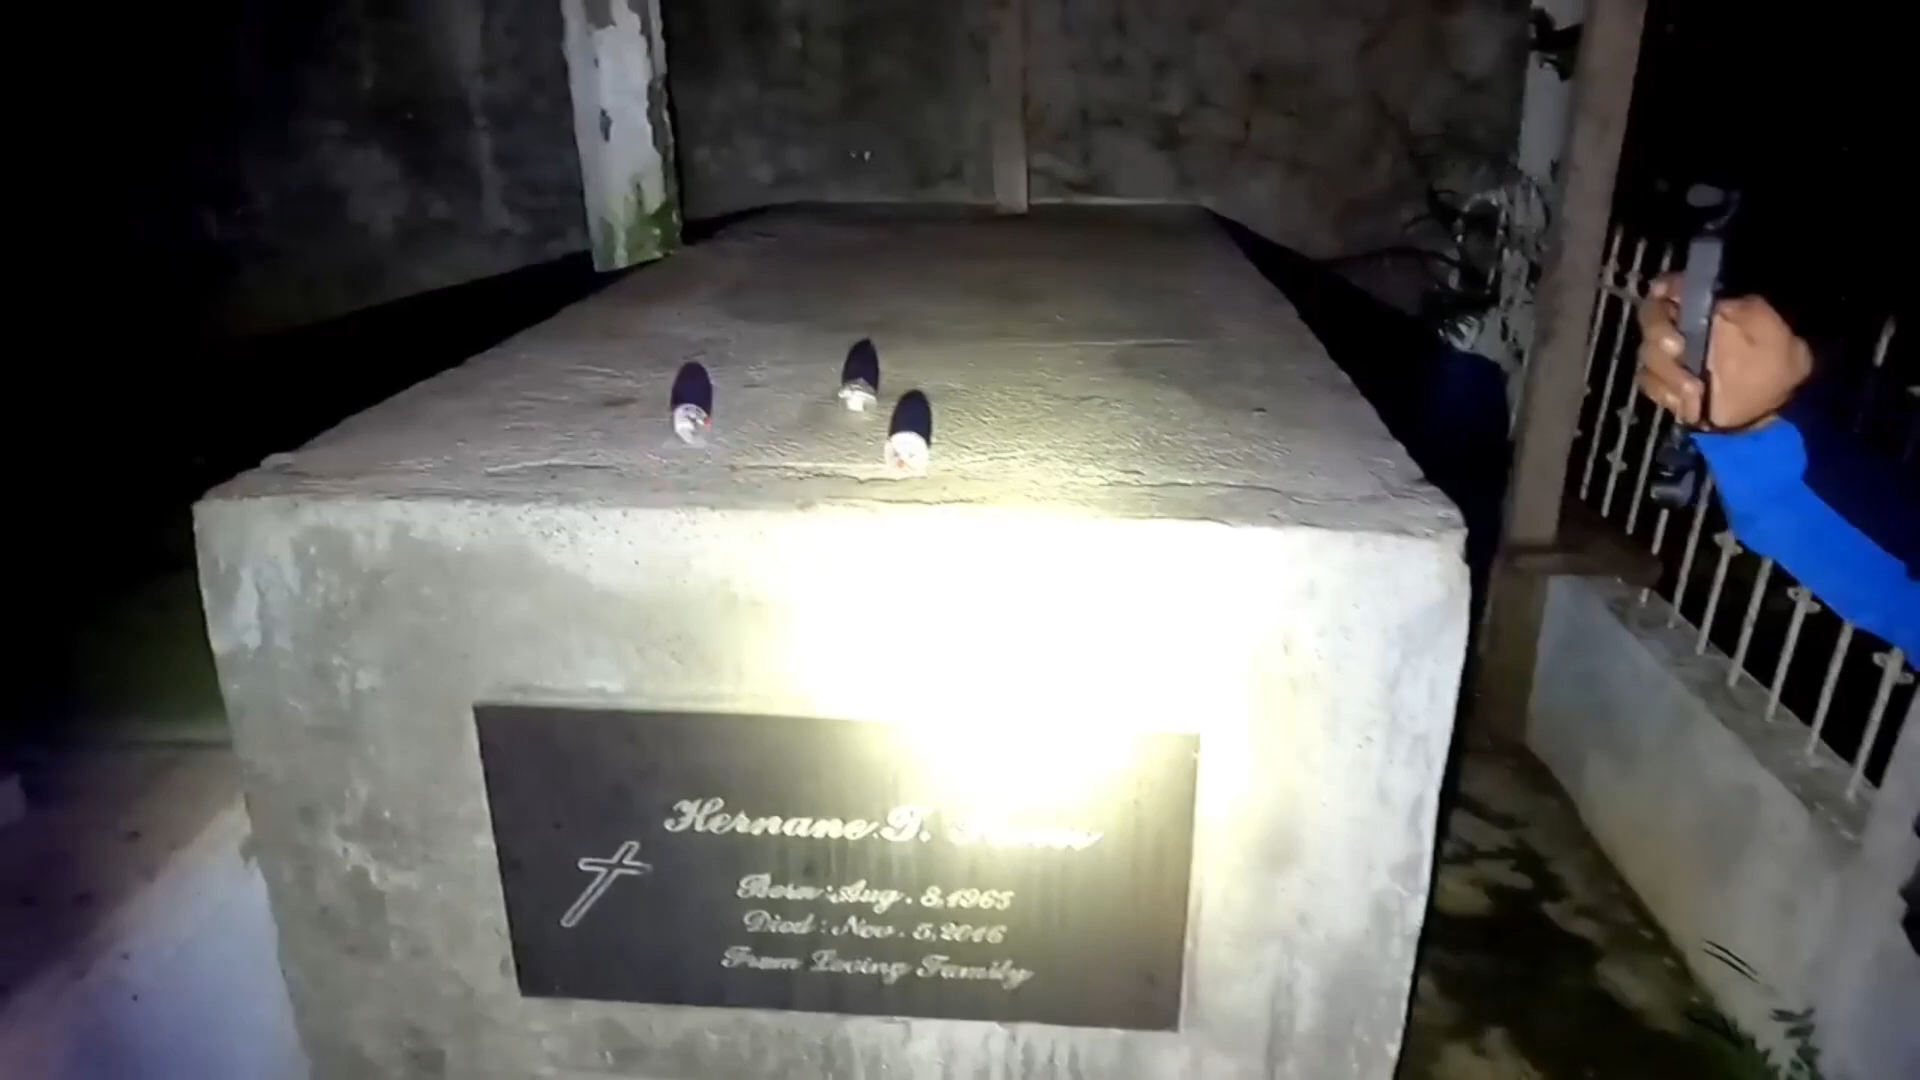 Hernane P.
Born : Aug . 8, 1965
Died : Nov . 5, 2016
From Loving Family